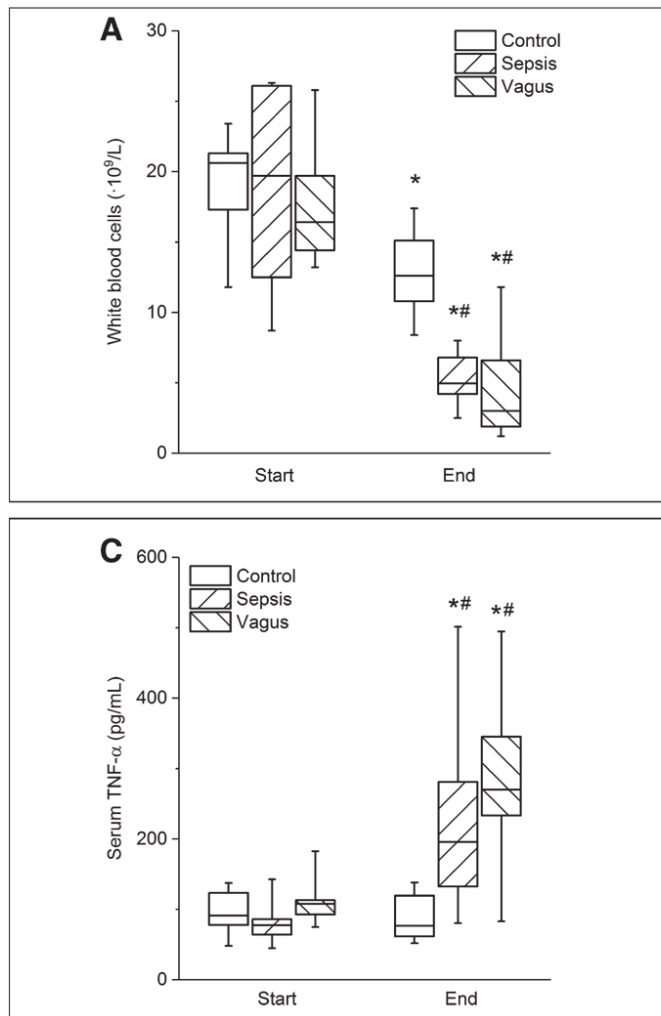 A
White blood cells (·10⁹/L)
30
20
10
0
Control
Sepsis
Vagus
*
*#
*#
Start
End
C
Serum TNF-α (pg/mL)
600
400
200
0
Control
Sepsis
Vagus
*# *#
Start
End